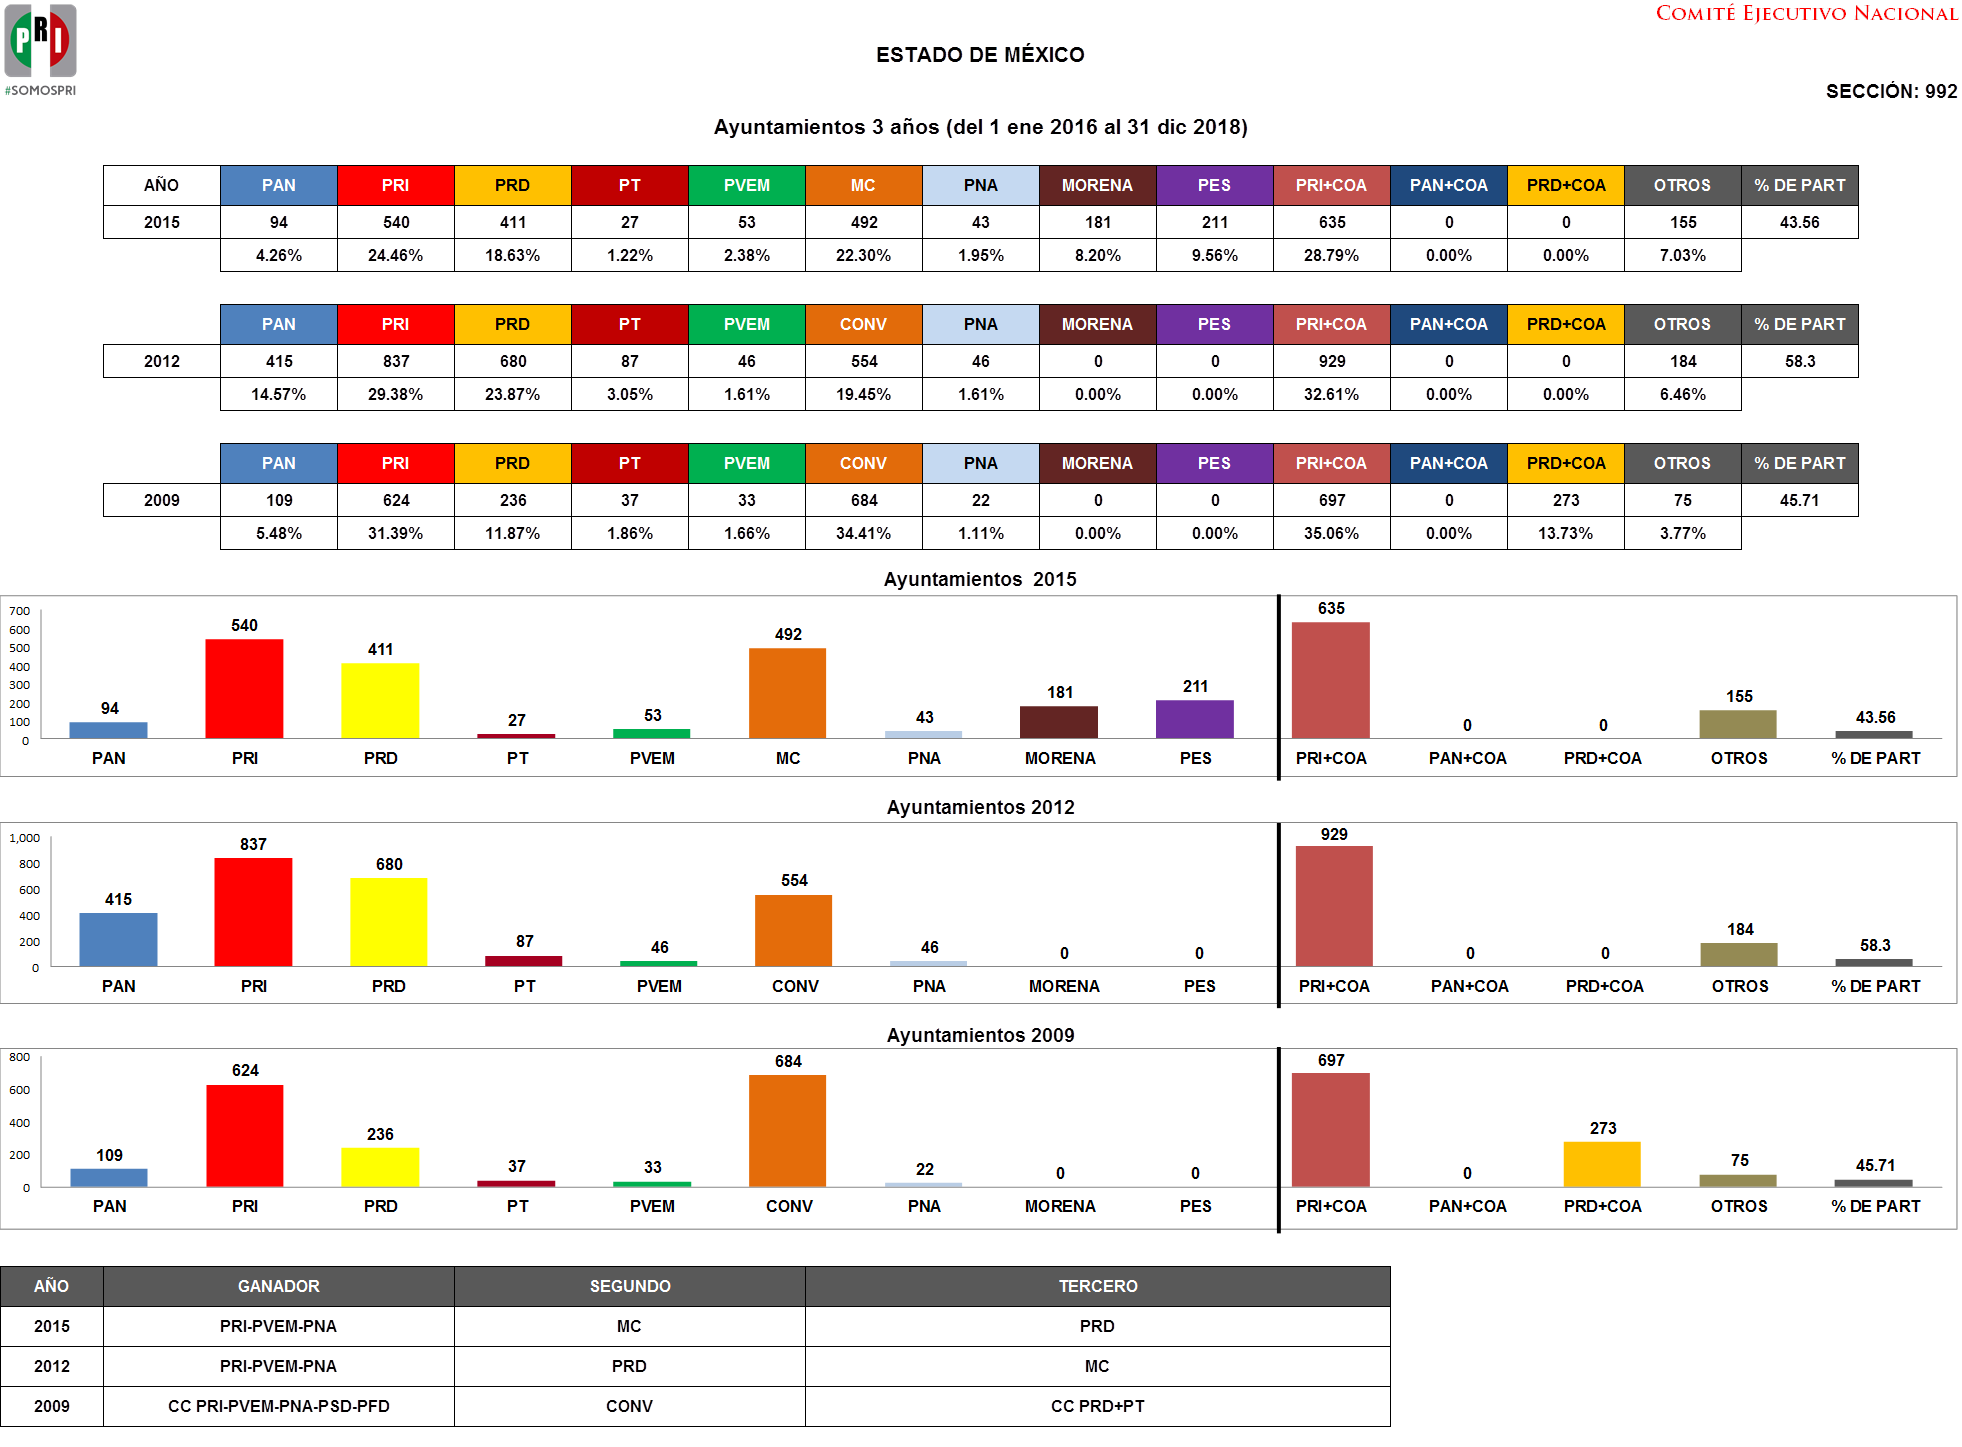 PRI
#SOMOSPRI
COMITÉ EJECUTIVO NACIONAL
ESTADO DE MÉXICO
SECCIÓN: 992
Ayuntamientos 3 años (del 1 ene 2016 al 31 dic 2018)
AÑO PAN PRI PRD PT PVEM MC PNA MORENA PES PRI+COA PAN+COA PRD+COA OTROS % DE PART
2015 94 540 411 27 53 492 43 181 211 635 0 0 155 43.56
4.26% 24.46% 18.63% 1.22% 2.38% 22.30% 1.95% 8.20% 9.56% 28.79% 0.00% 0.00% 7.03%
PAN PRI PRD PT PVEM CONV PNA MORENA PES PRI+COA PAN+COA PRD+COA OTROS % DE PART
2012 415 837 680 87 46 554 46 0 0 929 0 0 184 58.3
14.57% 29.38% 23.87% 3.05% 1.61% 19.45% 1.61% 0.00% 0.00% 32.61% 0.00% 0.00% 6.46%
PAN PRI PRD PT PVEM CONV PNA MORENA PES PRI+COA PAN+COA PRD+COA OTROS % DE PART
2009 109 624 236 37 33 684 22 0 0 697 0 273 75 45.71
5.48% 31.39% 11.87% 1.86% 1.66% 34.41% 1.11% 0.00% 0.00% 35.06% 0.00% 13.73% 3.77%
Ayuntamientos 2015
700
600
500
400
300
200
100
0
94 540 411 27 53 492 43 181 211 635 0 0 155 43.56
PAN PRI PRD PT PVEM MC PNA MORENA PES PRI+COA PAN+COA PRD+COA OTROS % DE PART
Ayuntamientos 2012
1,000
800
600
400
200
0
415 837 680 87 46 554 46 0 0 929 0 0 184 58.3
PAN PRI PRD PT PVEM CONV PNA MORENA PES PRI+COA PAN+COA PRD+COA OTROS % DE PART
Ayuntamientos 2009
800
600
400
200
0
109 624 236 37 33 684 22 0 0 697 0 273 75 45.71
PAN PRI PRD PT PVEM CONV PNA MORENA PES PRI+COA PAN+COA PRD+COA OTROS % DE PART
AÑO GANADOR SEGUNDO TERCERO
2015 PRI-PVEM-PNA MC PRD
2012 PRI-PVEM-PNA PRD MC
2009 CC PRI-PVEM-PNA-PSD-PFD CONV CC PRD+PT